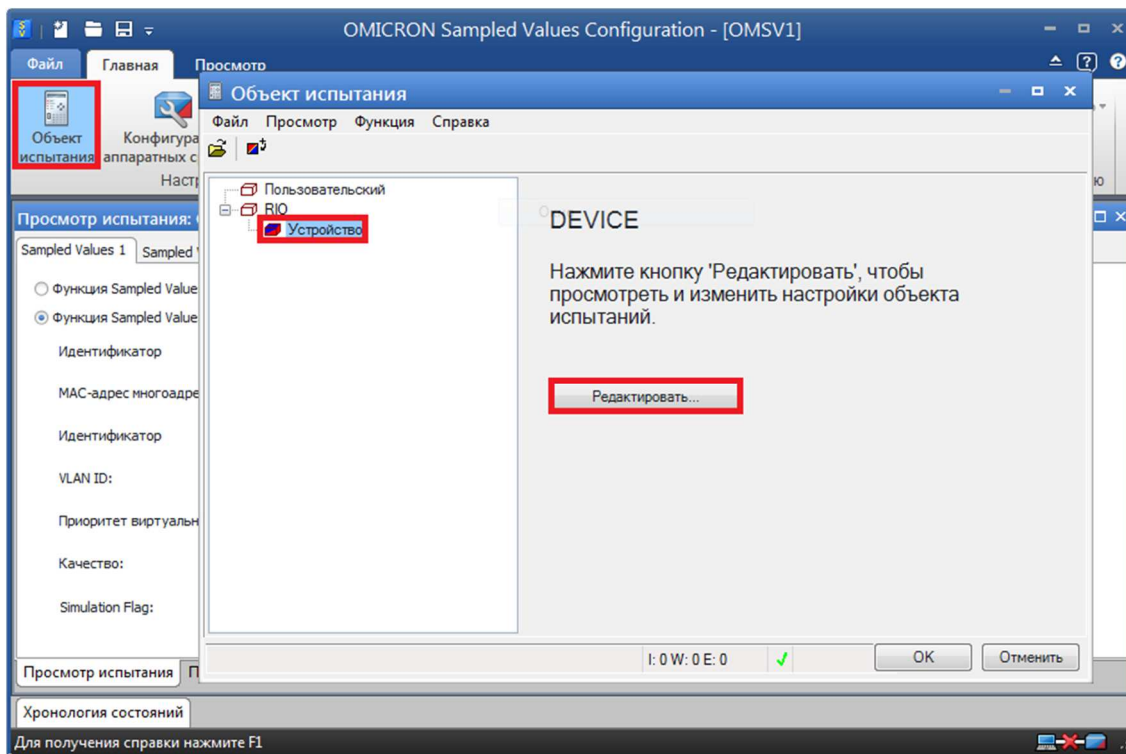 OMICRON Sampled Values Configuration - [OMSV1]
Файл Главная Просмотр
Объект испытания
Файл Просмотр Функция Справка
Объект
испытания
Конфигура
аппаратных с
Настр
ю
Пользовательский
RIO
Устройство
DEVICE
Нажмите кнопку 'Редактировать', чтобы
просмотреть и изменить настройки объекта
испытаний.
Редактировать...
Просмотр испытания:
Sampled Values 1 Sampled
Функция Sampled Value
Функция Sampled Value
Идентификатор
MAC-адрес многоадре
Идентификатор
VLAN ID:
Приоритет виртуальн
Качество:
Simulation Flag:
I: 0 W: 0 E: 0
OK Отменить
Просмотр испытания П
Хронология состояний
Для получения справки нажмите F1